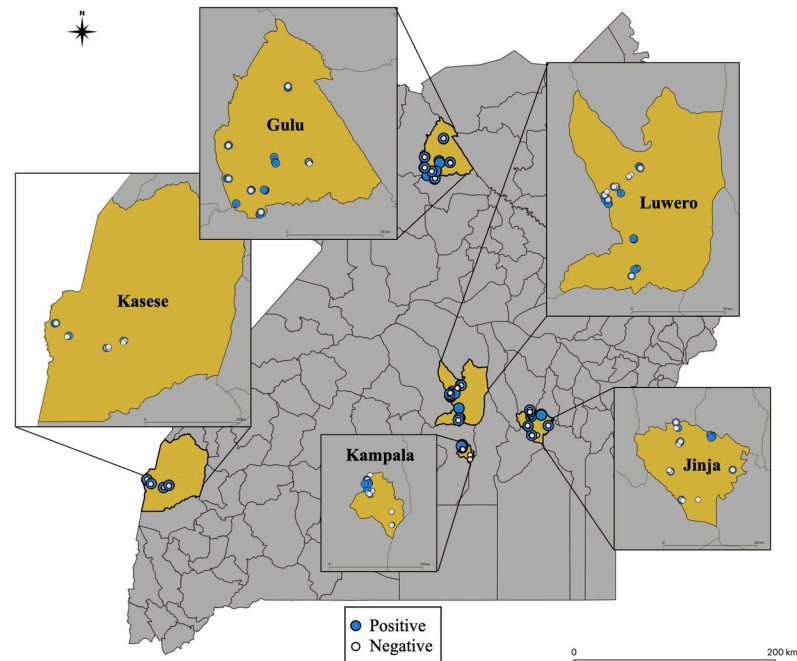 N
Gulu
Luwero
Kasese
Kampala
Jinja
Positive
Negative
0
200 km